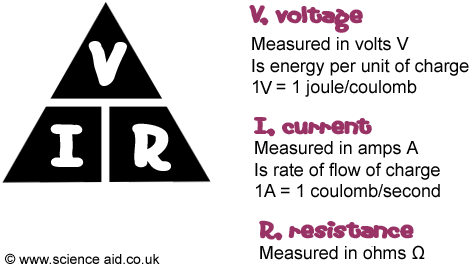 V
I R
V, voltage
Measured in volts V
Is energy per unit of charge
1V = 1 joule/coulomb
I, current
Measured in amps A
Is rate of flow of charge
1A = 1 coulomb/second
R, resistance
Measured in ohms Ω
© www.science aid.co.uk